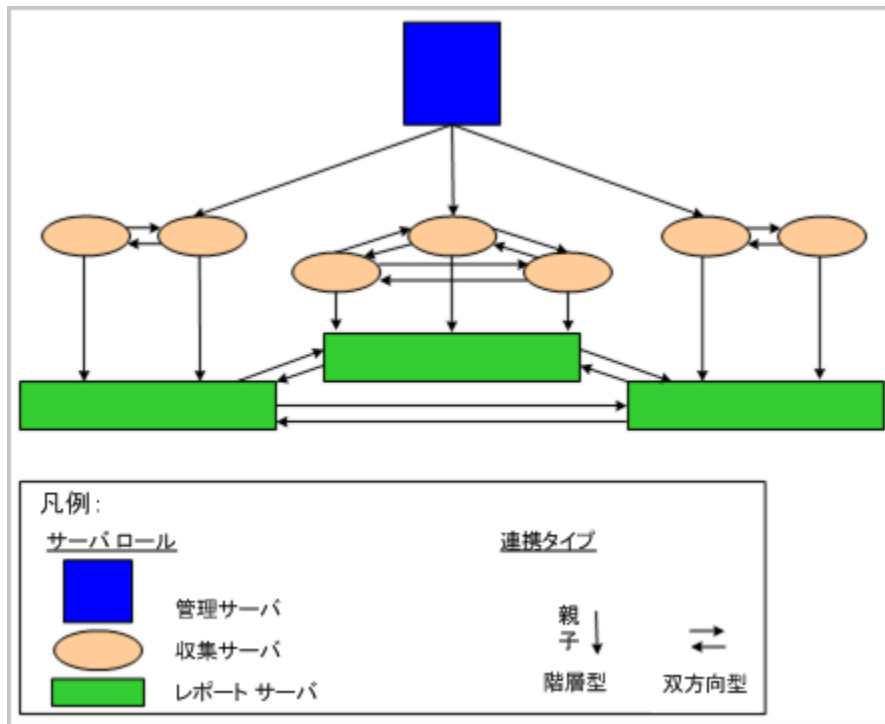 凡例:
サーバ ロール
連携タイプ
管理サーバ
収集サーバ
レポート サーバ
親
子
階層型
双方向型